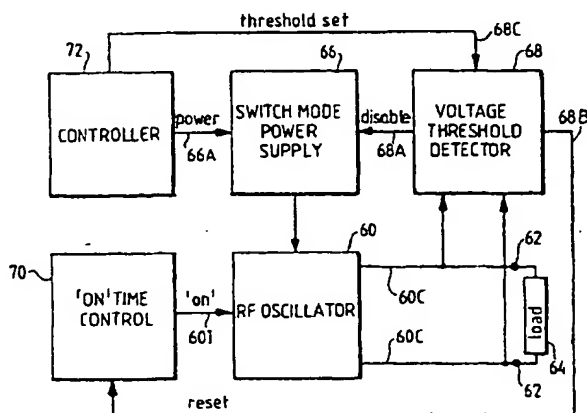 threshold set
68C
72
66
68
68B
CONTROLLER
power
66A
SWITCH MODE
POWER
SUPPLY
disable
68A
VOLTAGE
THRESHOLD
DETECTOR
70
60
62
'ON' TIME
CONTROL
'on'
601
RF OSCILLATOR
60C
60C
load
64
62
reset